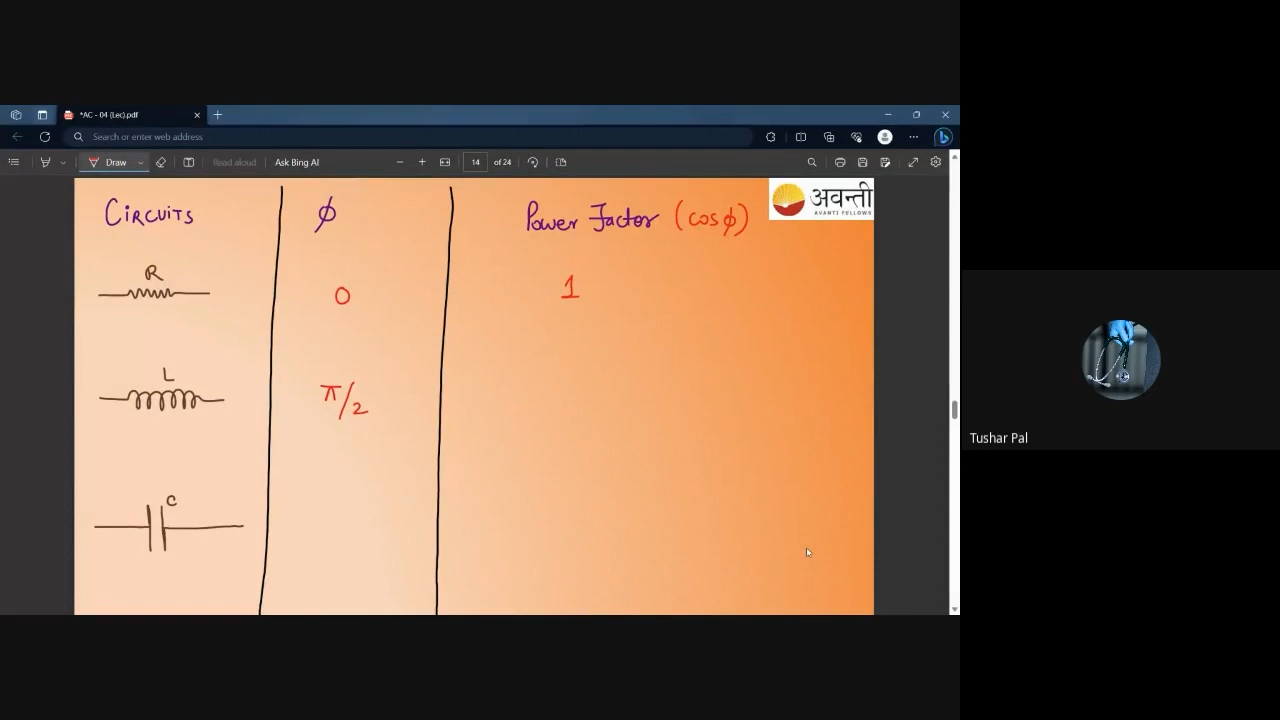 *AC - 04 (Lec).pdf
Search or enter web address
Draw
Read aloud
Ask Bing AI
14 of 24
CIRCUITS ϕ Power Factor (cosϕ)
अवन्ती
AVANTI FELLOWS
R
0 1
L
π/2
C
Tushar Pal